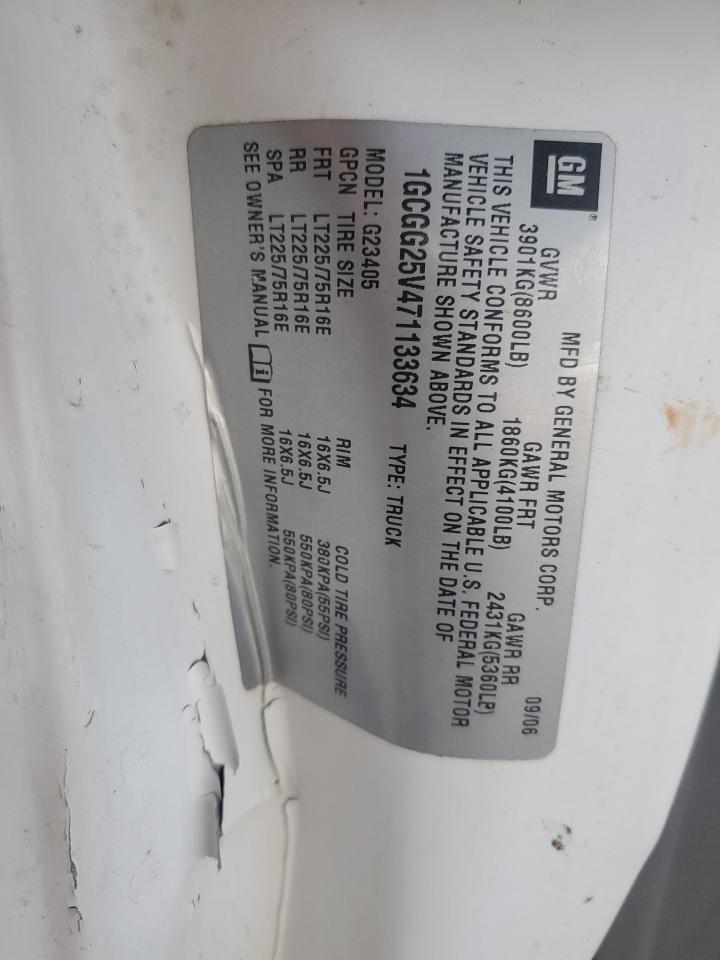 GM®
MFD BY GENERAL MOTORS CORP. 09/06
GVWR GAWR FRT GAWR RR
3901KG(8600LB) 1860KG(4100LB) 2431KG(5360LB)
THIS VEHICLE CONFORMS TO ALL APPLICABLE U.S. FEDERAL MOTOR
VEHICLE SAFETY STANDARDS IN EFFECT ON THE DATE OF
MANUFACTURE SHOWN ABOVE.
1GCGG25V471133634 TYPE: TRUCK
MODEL: G23405
GPCN TIRE SIZE RIM COLD TIRE PRESSURE
FRT LT225/75R16E 16X6.5J 380KPA(55PSI)
RR LT225/75R16E 16X6.5J 550KPA(80PSI)
SPA LT225/75R16E 16X6.5J 550KPA(80PSI)
SEE OWNER'S MANUAL FOR MORE INFORMATION.